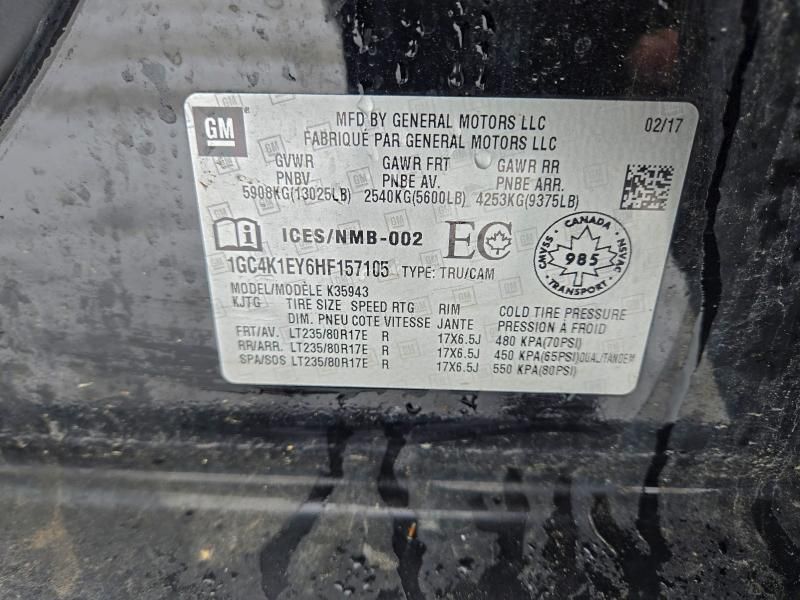 GM
MFD BY GENERAL MOTORS LLC 02/17
FABRIQUÉ PAR GENERAL MOTORS LLC
GVWR GAWR FRT GAWR RR
PNBV PNBE AV. PNBE ARR.
5908KG(13025LB) 2540KG(5600LB) 4253KG(9375LB)
ICES/NMB-002 EC
CANADA
CMVSS 985 NSVAC
TRANSPORT
1GC4K1EY6HF157105 TYPE: TRU/CAM
MODEL/MODÈLE K35943
KJTG TIRE SIZE SPEED RTG RIM COLD TIRE PRESSURE
DIM. PNEU COTE VITESSE JANTE PRESSION À FROID
FRT/AV. LT235/80R17E R 17X6.5J 480 KPA(70PSI)
RR/ARR. LT235/80R17E R 17X6.5J 450 KPA(65PSI)DUAL/TANDEM
SPA/SOS LT235/80R17E R 17X6.5J 550 KPA(80PSI)